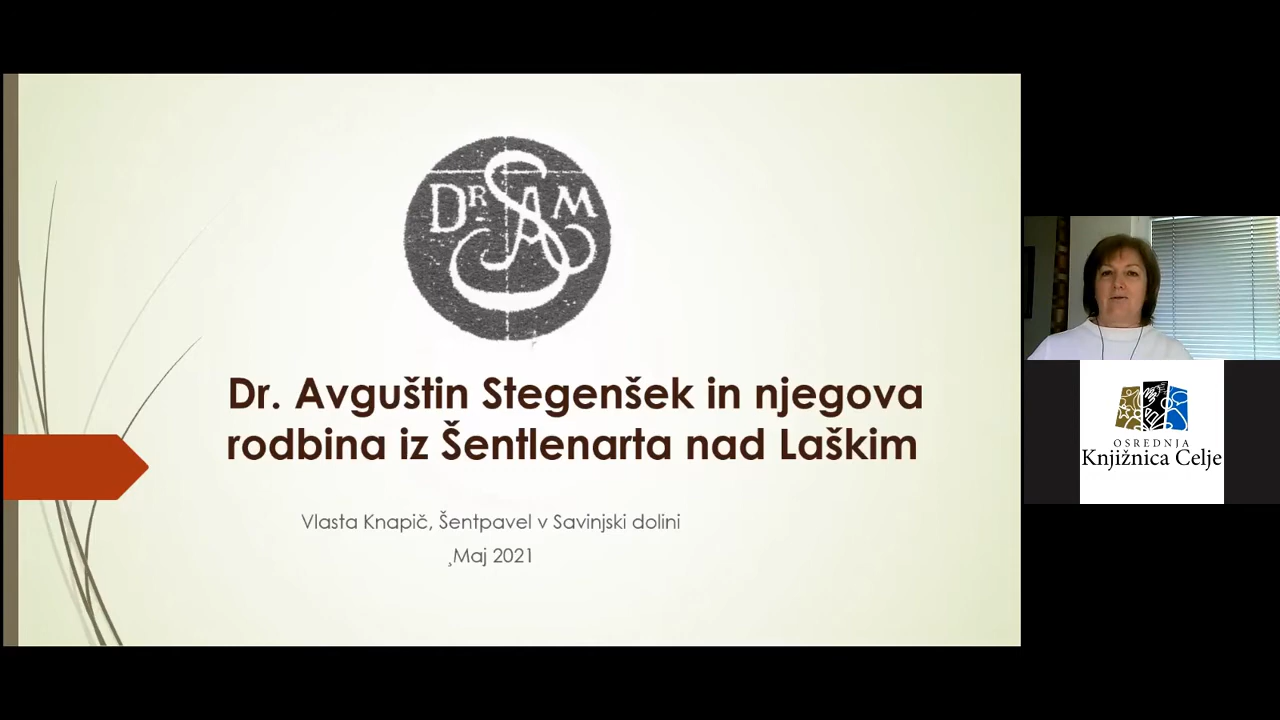 DR SA M
Dr. Avguštin Stegenšek in njegova
rodbina iz Šentlenarta nad Laškim
Vlasta Knapič, Šentpavel v Savinjski dolini
¸Maj 2021
OSREDNJA
Knjižnica Celje